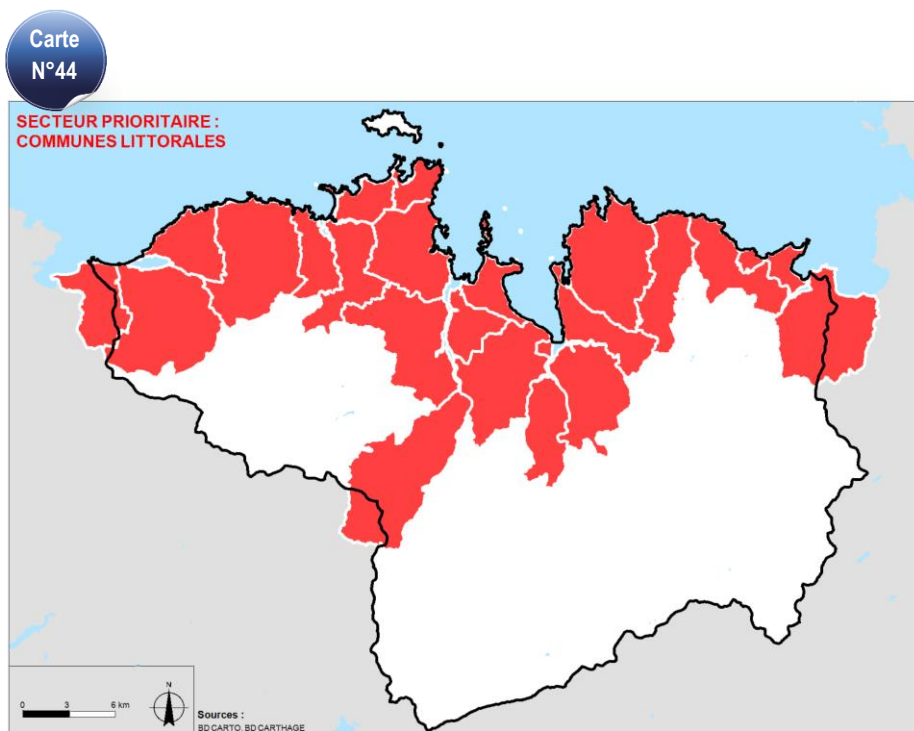 Carte
N°44
SECTEUR PRIORITAIRE :
COMMUNES LITTORALES
N
0 3 6 km
Sources :
BD CARTO, BD CARTHAGE